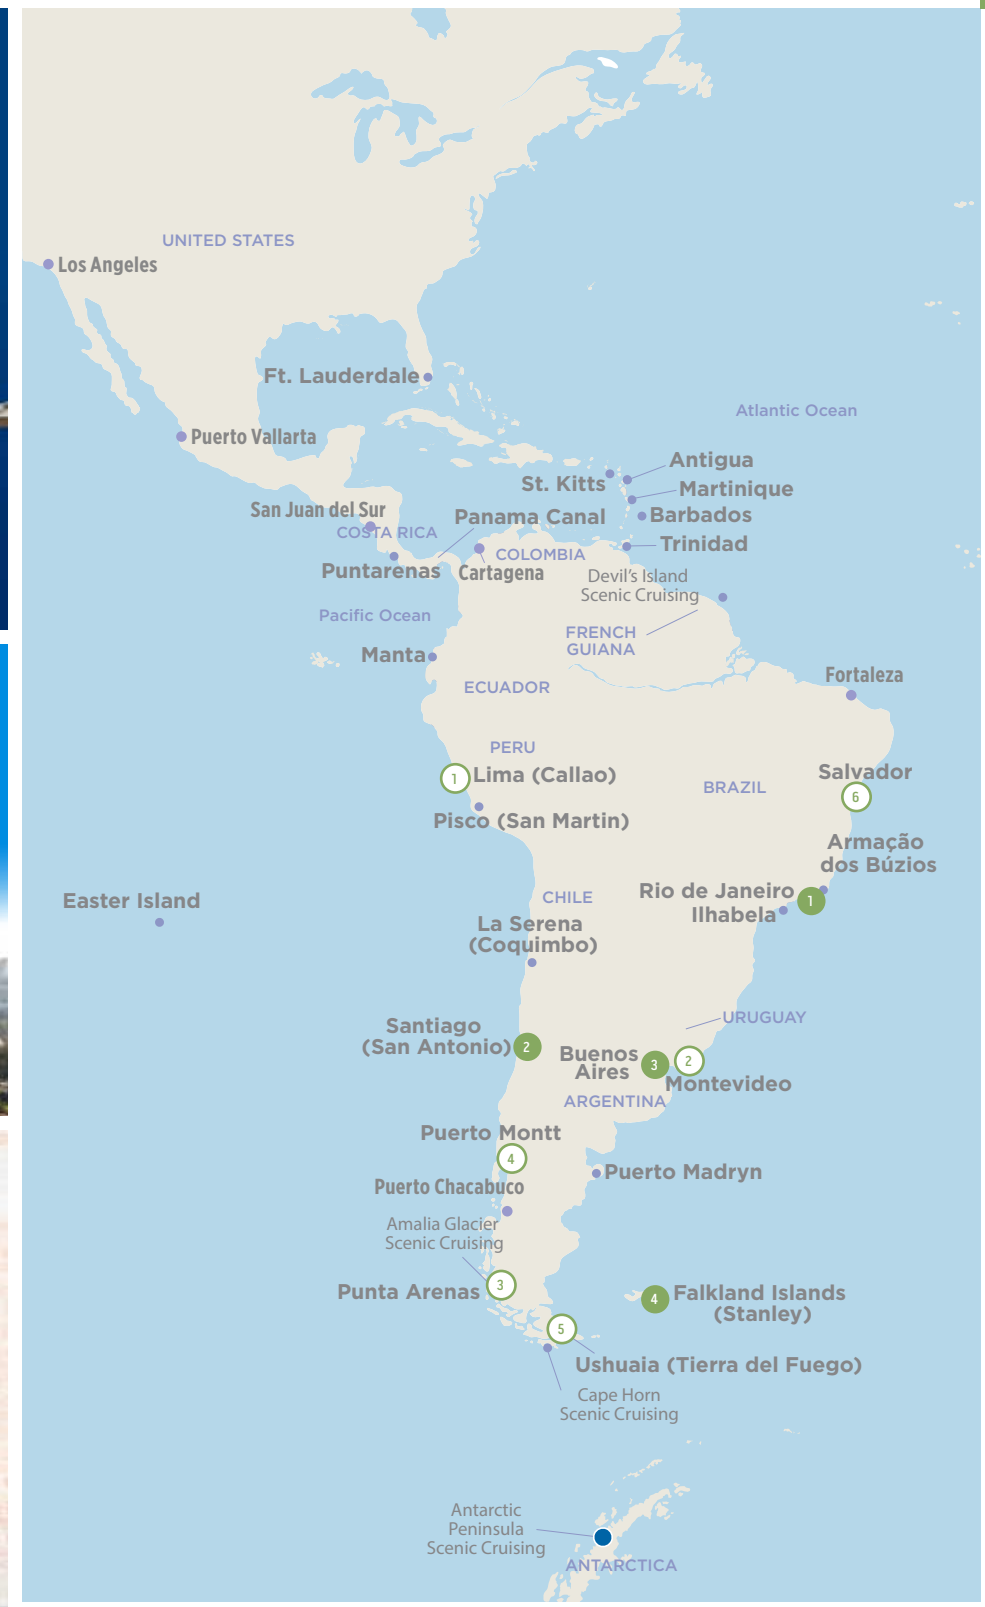 UNITED STATES
Los Angeles
Ft. Lauderdale
Atlantic Ocean
Puerto Vallarta
Antigua
St. Kitts
Martinique
San Juan del Sur
Panama Canal
Barbados
COSTA RICA
Trinidad
COLOMBIA
Puntarenas
Cartagena
Devil's Island
Scenic Cruising
Pacific Ocean
FRENCH
GUIANA
Manta
ECUADOR
Fortaleza
PERU
1
Lima (Callao)
Salvador
6
BRAZIL
Pisco (San Martin)
Armação
dos Búzios
Easter Island
CHILE
Rio de Janeiro
1
Ilhabela
La Serena
(Coquimbo)
URUGUAY
Santiago
(San Antonio)
2
Buenos
Aires
3
2
Montevideo
ARGENTINA
Puerto Montt
4
Puerto Madryn
Puerto Chacabuco
Amalia Glacier
Scenic Cruising
Punta Arenas
3
4
Falkland Islands
(Stanley)
5
Ushuaia (Tierra del Fuego)
Cape Horn
Scenic Cruising
Antarctic
Peninsula
Scenic Cruising
ANTARCTICA